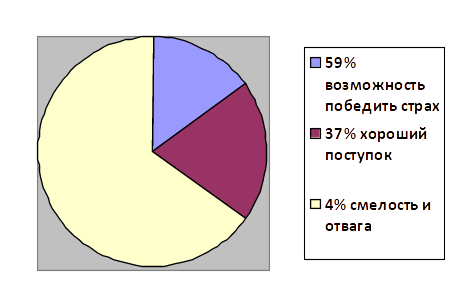 59%
возможность
победить страх
37% хороший
поступок
4% смелость и
отвага